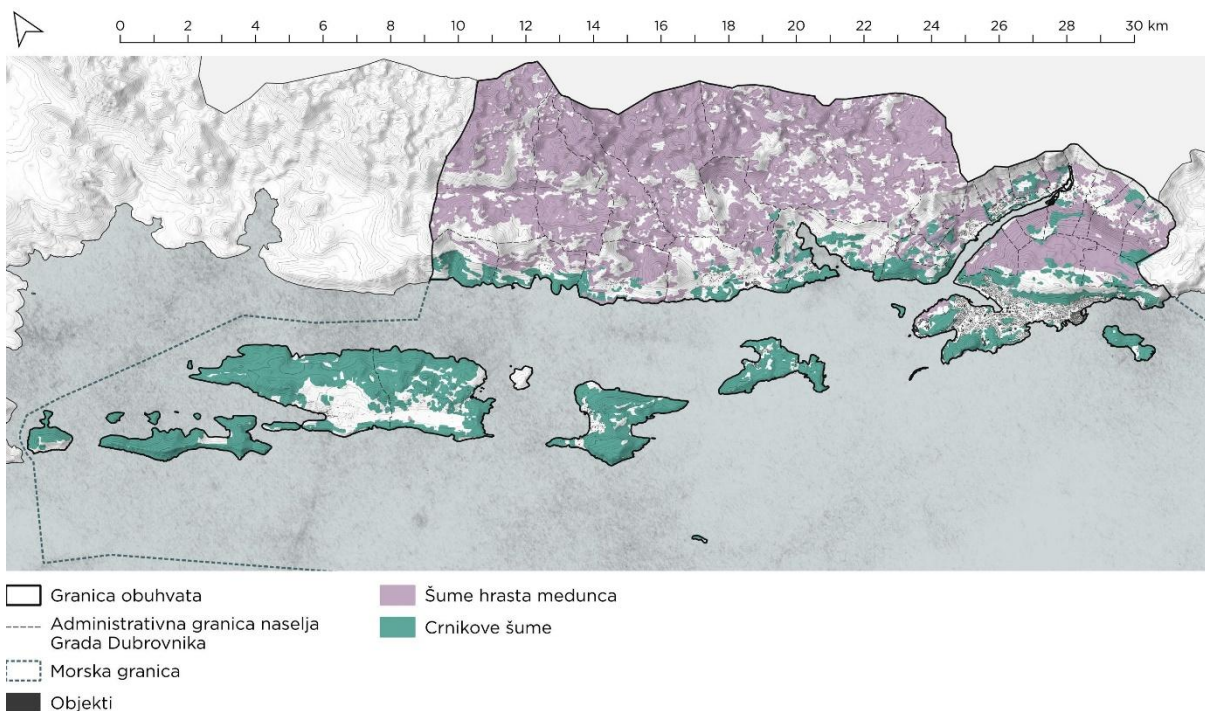 0 2 4 6 8 10 12 14 16 18 20 22 24 26 28 30 km
Granica obuhvata
Administrativna granica naselja
Grada Dubrovnika
Morska granica
Objekti
Šume hrasta medunca
Crnikove šume